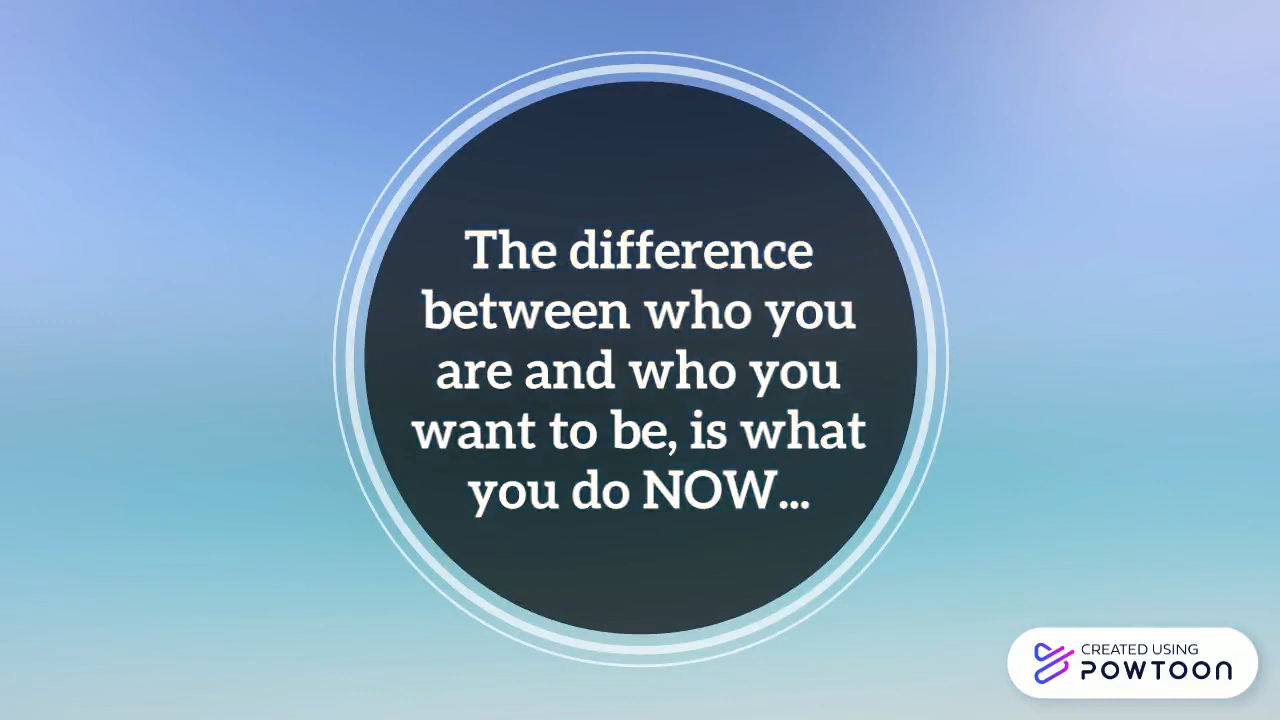 The difference
between who you
are and who you
want to be, is what
you do NOW...
CREATED USING
POWTOON